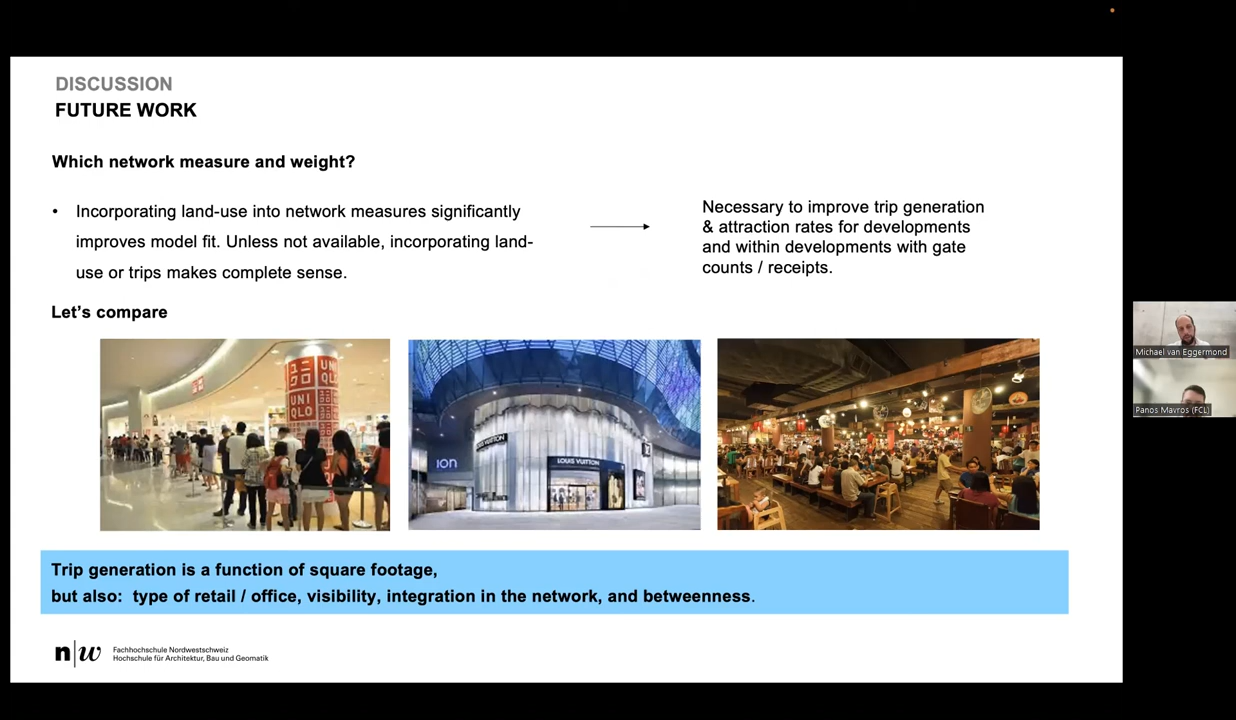 DISCUSSION
FUTURE WORK
Which network measure and weight?
• Incorporating land-use into network measures significantly
improves model fit. Unless not available, incorporating land-
use or trips makes complete sense.
Necessary to improve trip generation
& attraction rates for developments
and within developments with gate
counts / receipts.
Let's compare
UNI
QLO
LOUIS VUITTON
ION
LOUIS VUITTON
Trip generation is a function of square footage,
but also: type of retail / office, visibility, integration in the network, and betweenness.
n|w
Fachhochschule Nordwestschweiz
Hochschule für Architektur, Bau und Geomatik
Michael van Eggermond
Panos Mavros (FCL)